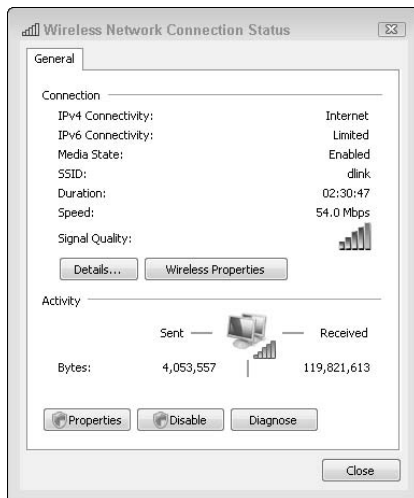 Wireless Network Connection Status
General
Connection
IPv4 Connectivity: Internet
IPv6 Connectivity: Limited
Media State: Enabled
SSID: dlink
Duration: 02:30:47
Speed: 54.0 Mbps
Signal Quality:
Details... Wireless Properties
Activity
Sent Received
Bytes: 4,053,557 119,821,613
Properties Disable Diagnose
Close